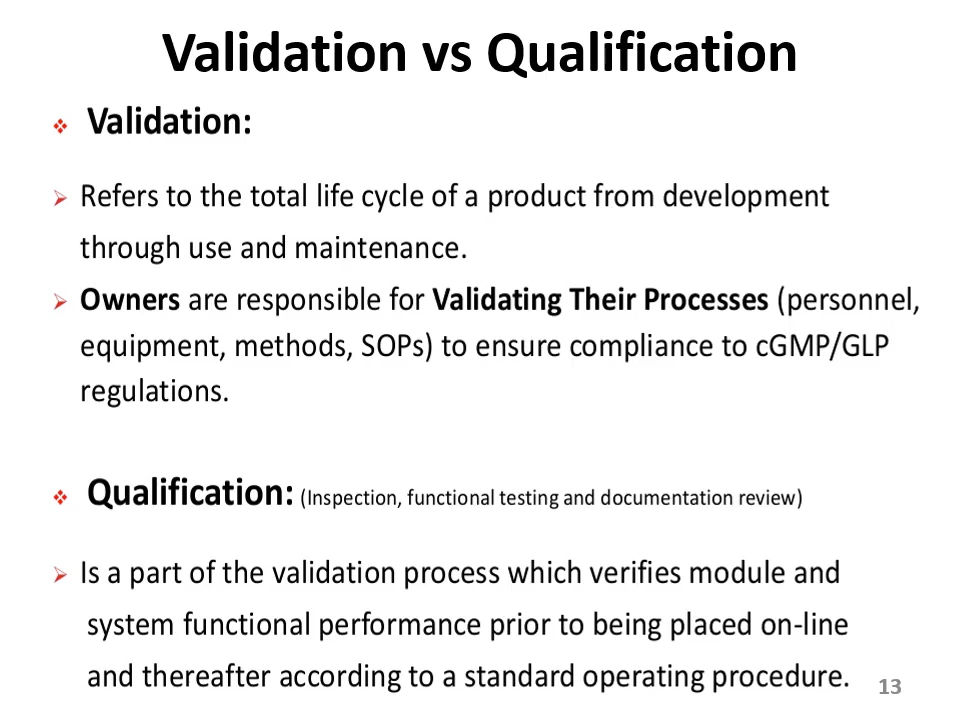 Validation vs Qualification
❖ Validation:
➢ Refers to the total life cycle of a product from development
through use and maintenance.
➢ Owners are responsible for Validating Their Processes (personnel,
equipment, methods, SOPs) to ensure compliance to cGMP/GLP
regulations.
❖ Qualification: (Inspection, functional testing and documentation review)
➢ Is a part of the validation process which verifies module and
system functional performance prior to being placed on-line
and thereafter according to a standard operating procedure.
13